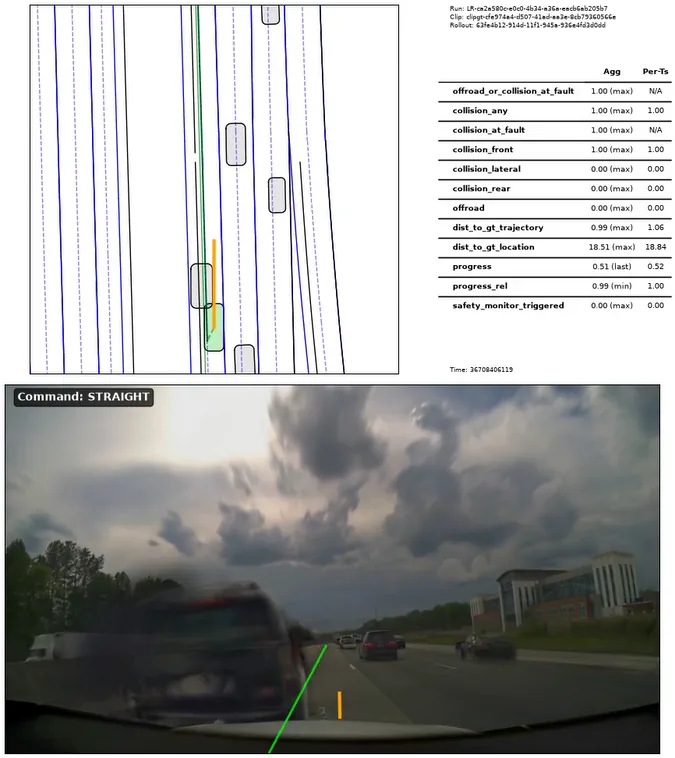 Run: LR-ca2a580c-e0c0-4b34-a36a-eacb6ab205b7
Clip: clipgt-cfe974a4-d507-41ad-aa3e-8cb79360566e
Rollout: 63fe4b12-914d-11f1-945a-936a4fd3d0dd
Agg Per-Ts
offroad_or_collision_at_fault 1.00 (max) N/A
collision_any 1.00 (max) 1.00
collision_at_fault 1.00 (max) N/A
collision_front 1.00 (max) 1.00
collision_lateral 0.00 (max) 0.00
collision_rear 0.00 (max) 0.00
offroad 0.00 (max) 0.00
dist_to_gt_trajectory 0.99 (max) 1.06
dist_to_gt_location 18.51 (max) 18.84
progress 0.51 (last) 0.52
progress_rel 0.99 (min) 1.00
safety_monitor_triggered 0.00 (max) 0.00
Time: 36708406119
Command: STRAIGHT